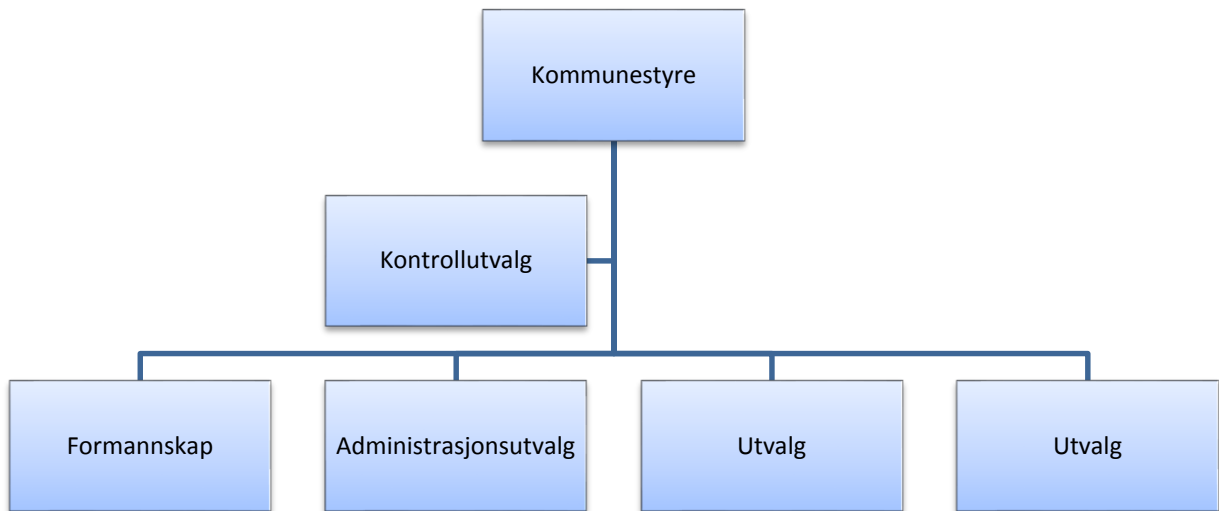 Kommunestyre
Kontrollutvalg
Formannskap
Administrasjonsutvalg
Utvalg
Utvalg